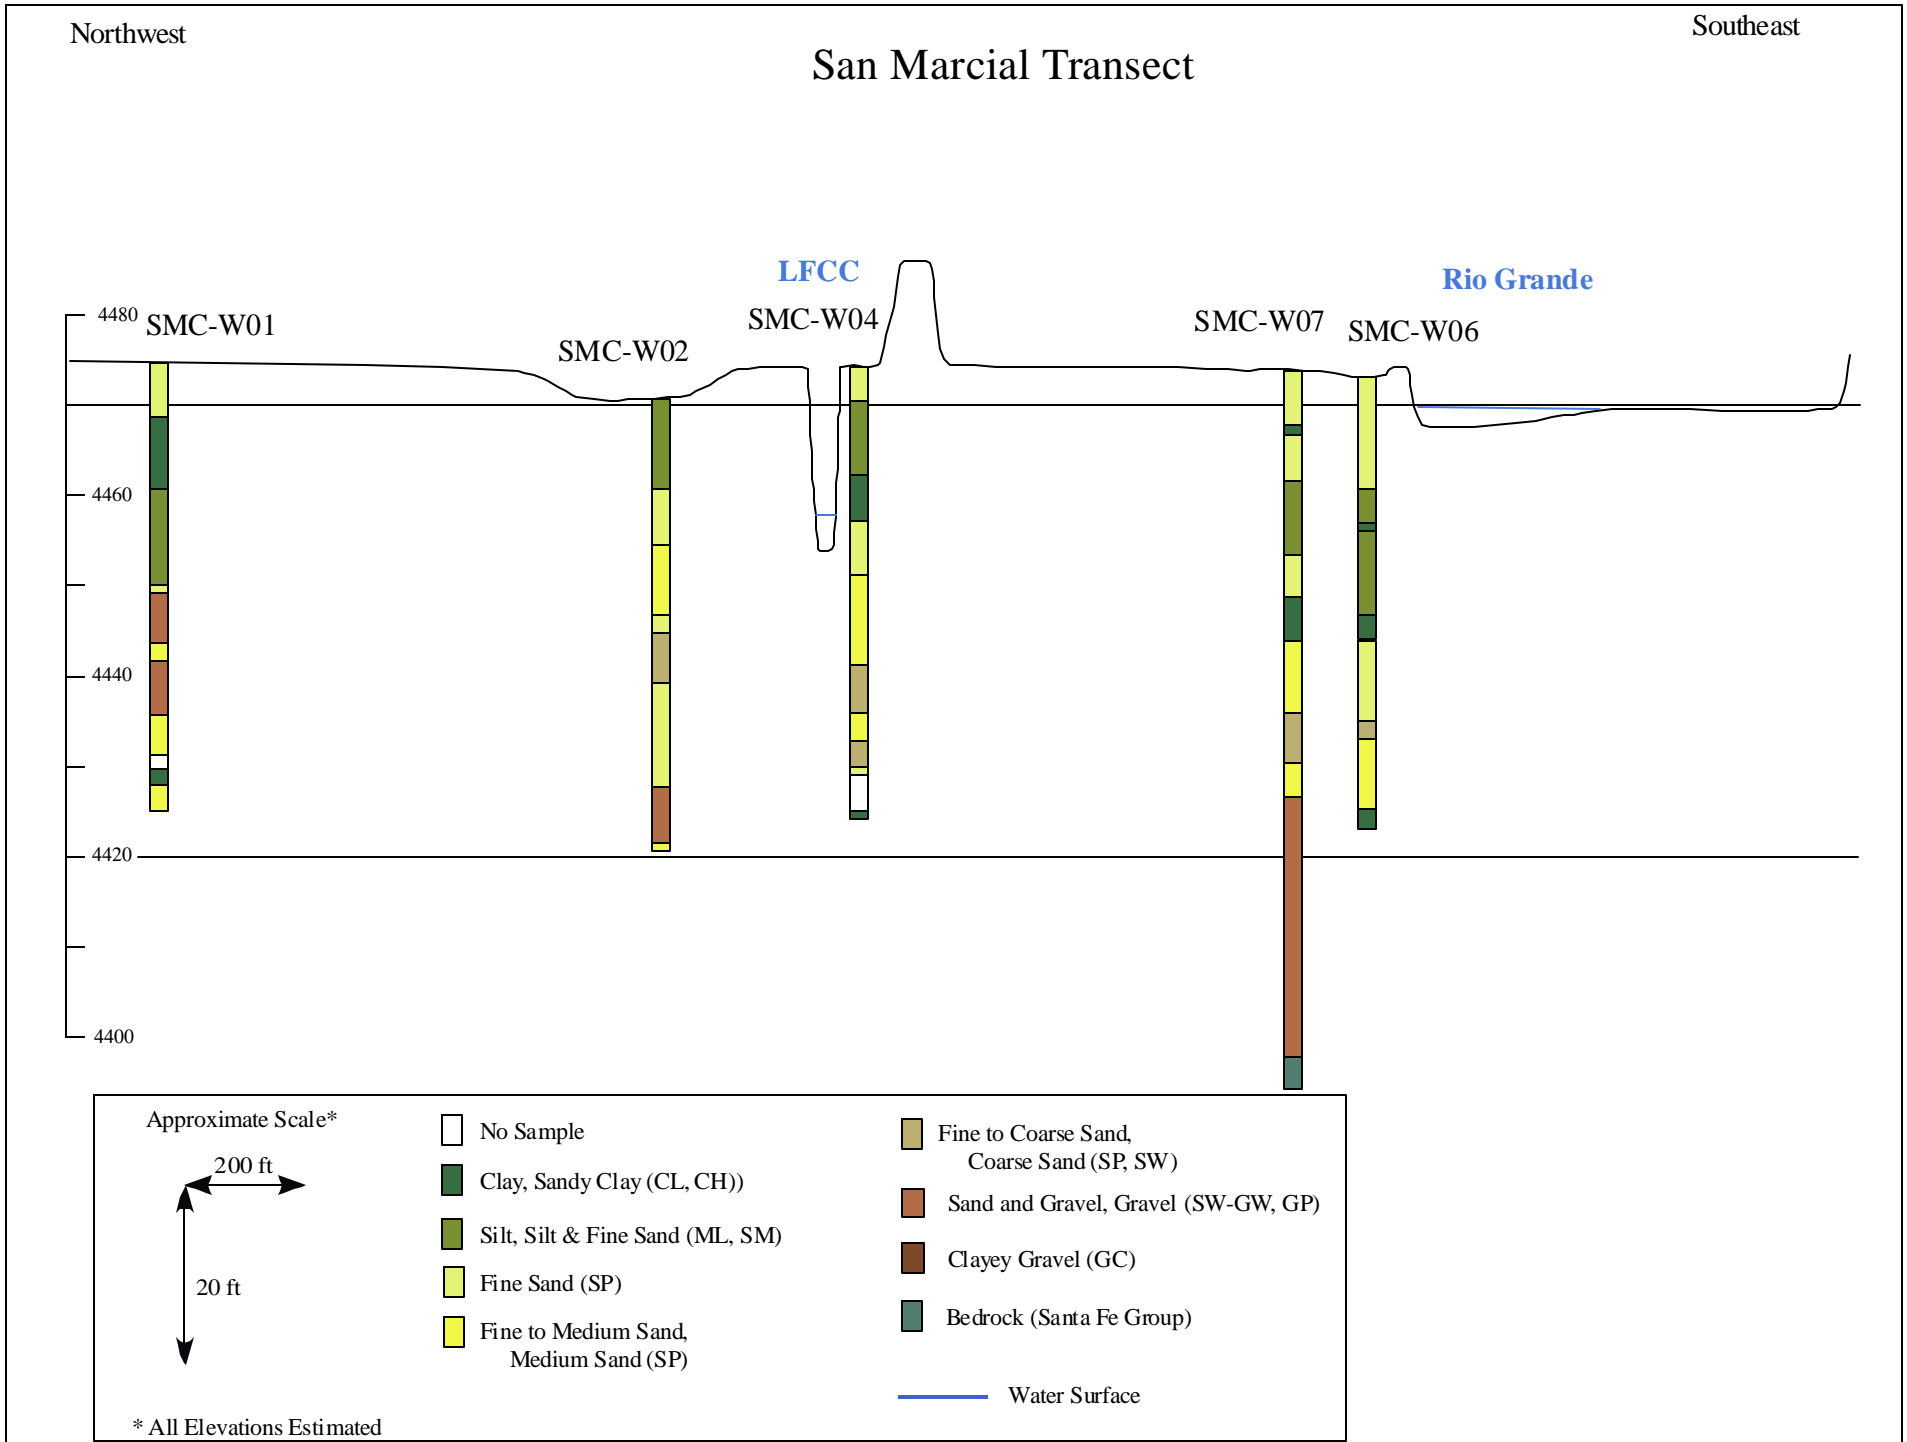 Northwest
Southeast
San Marcial Transect
LFCC
Rio Grande
4480
SMC-W01
SMC-W02
SMC-W04
SMC-W07
SMC-W06
4460
4440
4420
4400
Approximate Scale*
200 ft
20 ft
* All Elevations Estimated
No Sample
Clay, Sandy Clay (CL, CH))
Silt, Silt & Fine Sand (ML, SM)
Fine Sand (SP)
Fine to Medium Sand,
Medium Sand (SP)
Fine to Coarse Sand,
Coarse Sand (SP, SW)
Sand and Gravel, Gravel (SW-GW, GP)
Clayey Gravel (GC)
Bedrock (Santa Fe Group)
Water Surface